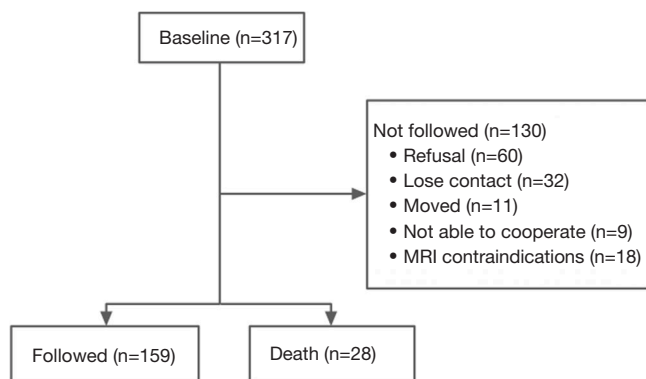 Baseline (n=317)
Not followed (n=130)
• Refusal (n=60)
• Lose contact (n=32)
• Moved (n=11)
• Not able to cooperate (n=9)
• MRI contraindications (n=18)
Followed (n=159)
Death (n=28)